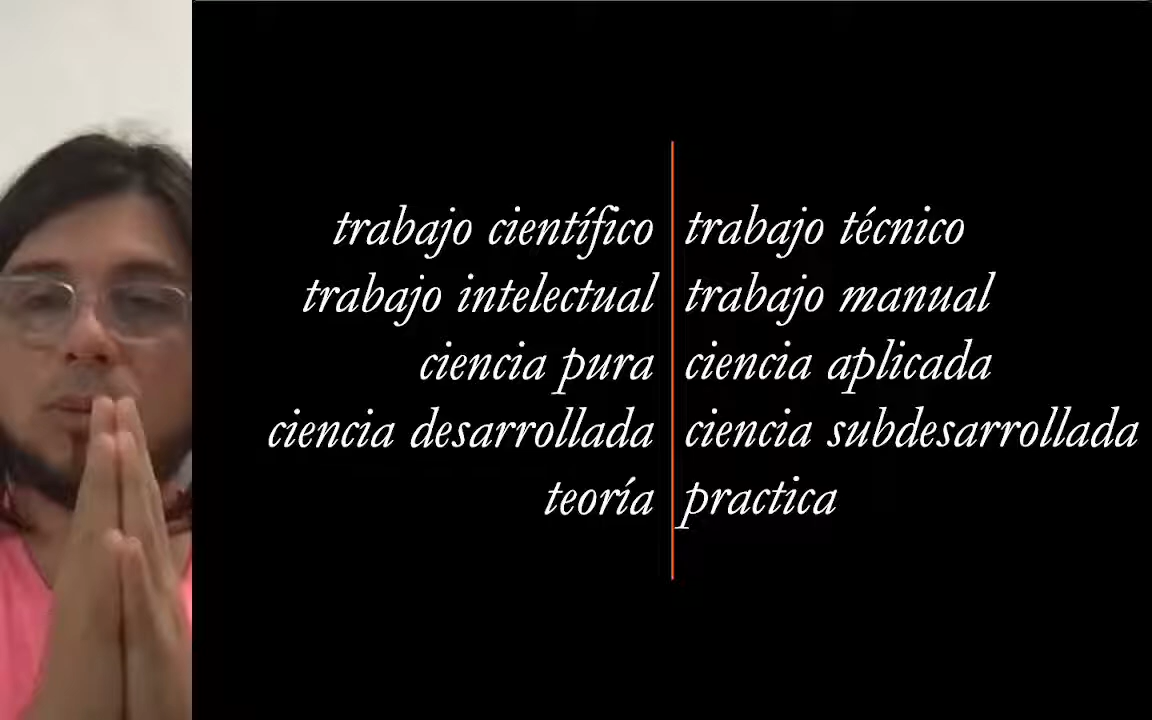 trabajo científico trabajo técnico
trabajo intelectual trabajo manual
ciencia pura ciencia aplicada
ciencia desarrollada ciencia subdesarrollada
teoría practica